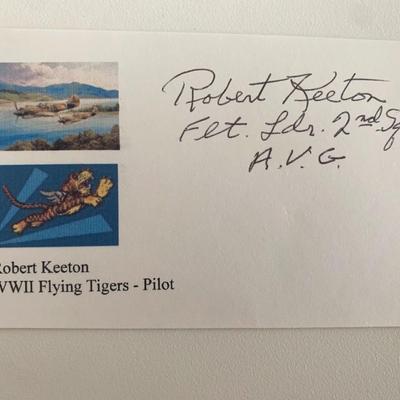 Robert Keeton
Flt. Ldr. 2nd Sq
A.V.G.
Robert Keeton
WWII Flying Tigers - Pilot